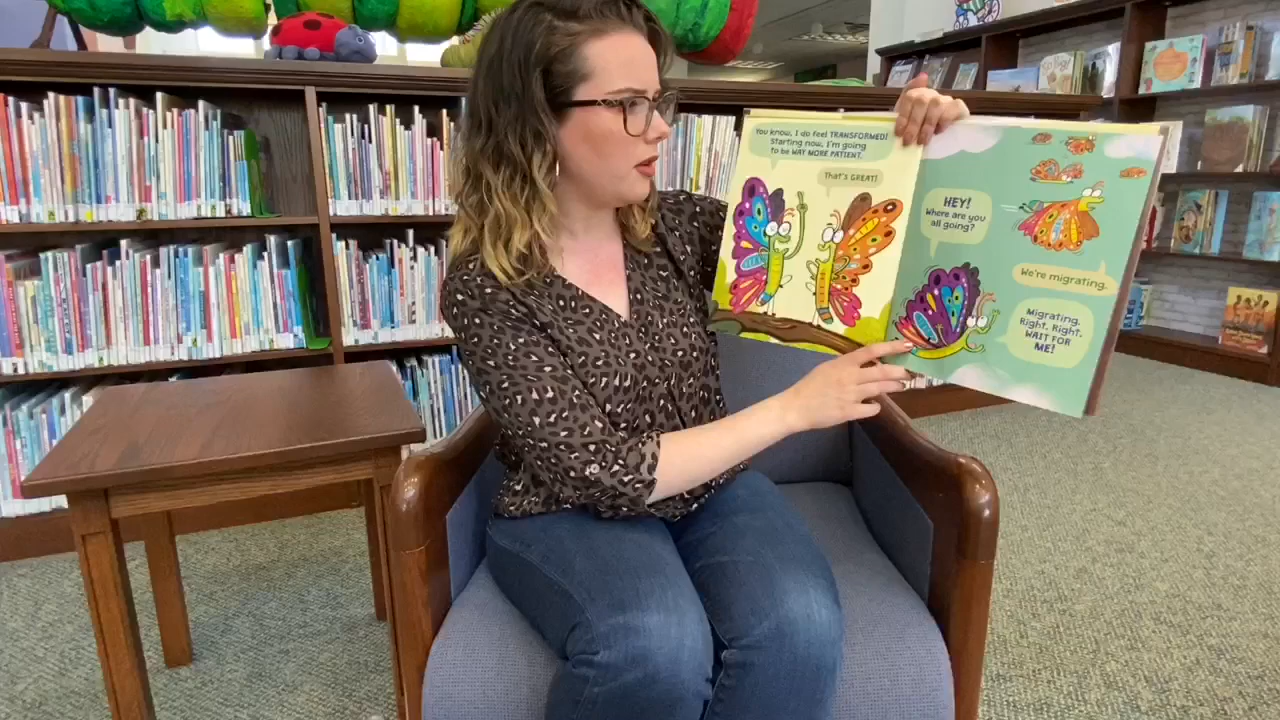 You know, I do feel TRANSFORMED!
Starting now, I'm going
to be WAY MORE PATIENT.
That's GREAT!
HEY!
Where are you
all going?
We're migrating.
Migrating.
Right. Right.
WAIT FOR
ME!